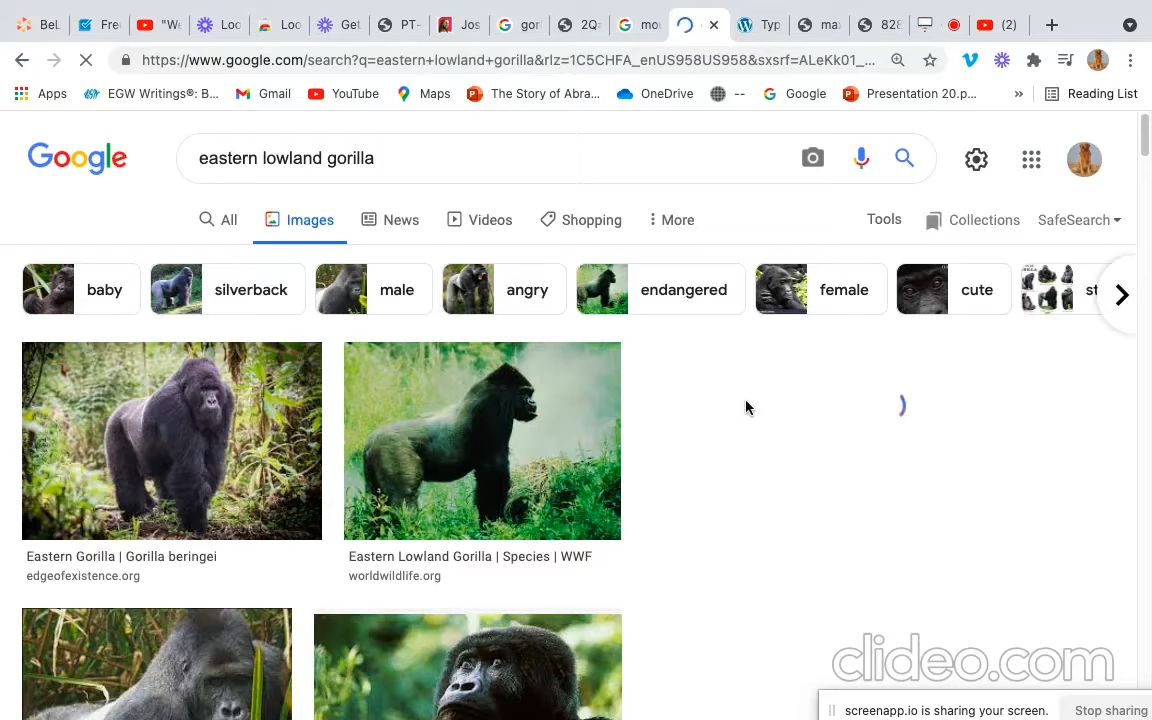 BeL Free "We Loo Loo Get PT- Jos gor 2Q mo Typ ma 828 (2)
https://www.google.com/search?q=eastern+lowland+gorilla&rlz=1C5CHFA_enUS958US958&sxsrf=ALeKk01_...
Apps EGW Writings®: B... Gmail YouTube Maps The Story of Abra... OneDrive -- Google Presentation 20.p... » Reading List
Google eastern lowland gorilla
All Images News Videos Shopping More Tools Collections SafeSearch
baby silverback male angry endangered female cute st
Eastern Gorilla | Gorilla beringei
edgeofexistence.org
Eastern Lowland Gorilla | Species | WWF
worldwildlife.org
clideo.com
screenapp.io is sharing your screen. Stop sharing